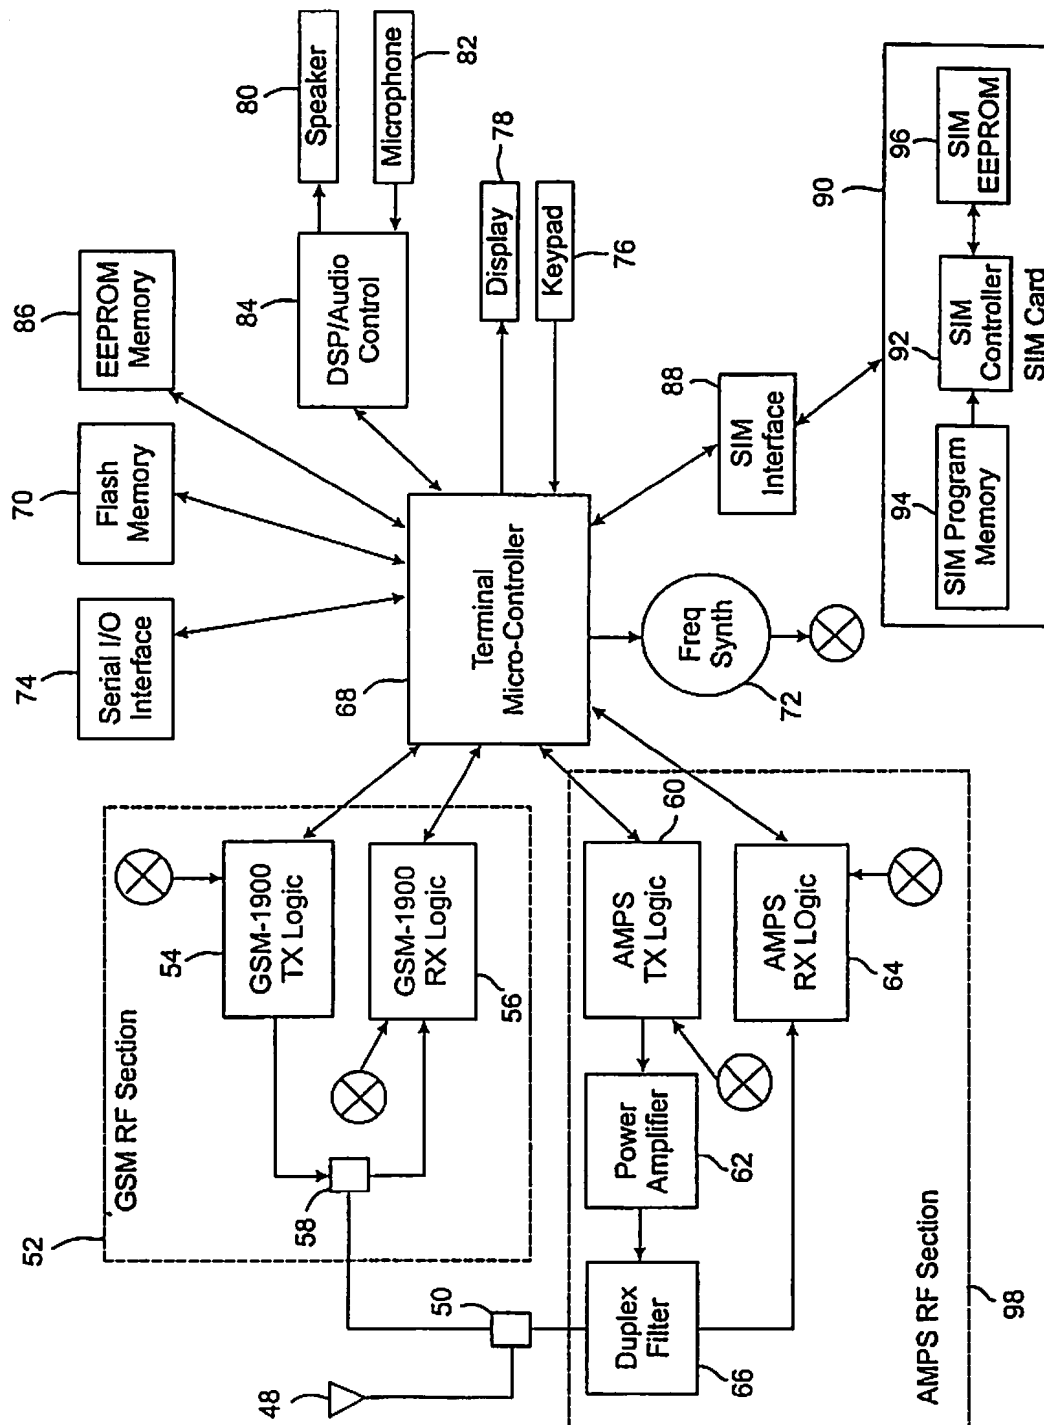 48
50
52
GSM RF Section
54
GSM-1900
TX Logic
GSM-1900
RX Logic
56
58
AMPS
TX Logic
60
Power
Amplifier
62
Duplex
Filter
66
AMPS
RX LOgic
64
AMPS RF Section
98
Terminal
Micro-Controller
68
Serial I/O
Interface
74
Flash
Memory
70
EEPROM
Memory
86
DSP/Audio
Control
84
Speaker
80
Microphone
82
Display
78
Keypad
76
Freq
Synth
72
SIM
Interface
88
90
SIM Program
Memory
94
SIM
Controller
92
SIM
EEPROM
96
SIM Card